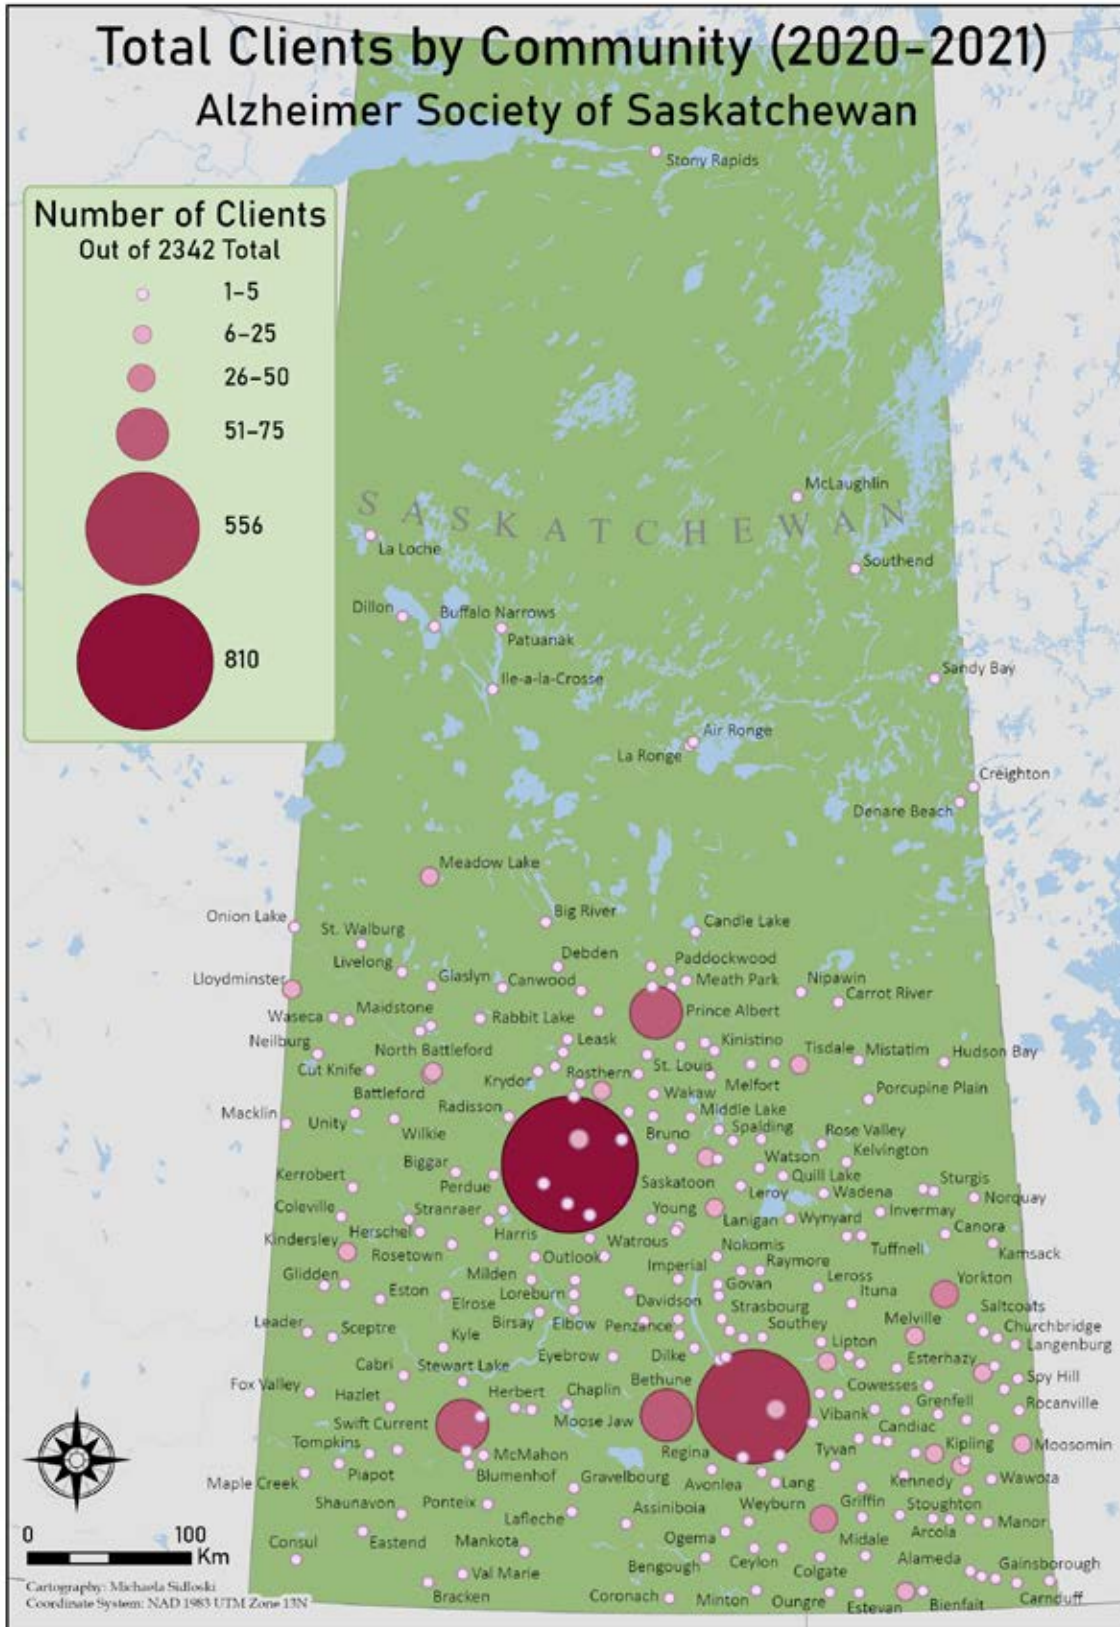 Total Clients by Community (2020-2021)
Alzheimer Society of Saskatchewan
Stony Rapids
Number of Clients
Out of 2342 Total
1-5
6-25
26-50
51-75
556
810
SASKATCHEWAN
McLaughlin
La Loche
Southend
Dillon
Buffalo Narrows
Patuanak
Ile-a-la-Crosse
Sandy Bay
Air Ronge
La Ronge
Creighton
Denare Beach
Meadow Lake
Onion Lake
Big River
Candle Lake
St. Walburg
Livelong
Debden
Paddockwood
Lloydminster
Glaslyn
Canwood
Meath Park
Nipawin
Carrot River
Waseca
Maidstone
Rabbit Lake
Prince Albert
Neilburg
North Battleford
Leask
Kinistino
Tisdale
Mistatim
Hudson Bay
Cut Knife
Krydor
Rosthern
St. Louis
Melfort
Porcupine Plain
Battleford
Wakaw
Macklin
Unity
Wilkie
Radisson
Middle Lake
Bruno
Spalding
Rose Valley
Kerrobert
Biggar
Perdue
Saskatoon
Watson
Kelvington
Quill Lake
Sturgis
Leroy
Wadena
Norquay
Coleville
Herschel
Stranraer
Harris
Young
Lanigan
Wynyard
Invermay
Canora
Kindersley
Rosetown
Outlook
Watrous
Nokomis
Tuffnell
Kamsack
Glidden
Milden
Imperial
Raymore
Leross
Yorkton
Eston
Elrose
Loreburn
Govan
Ituna
Davidson
Strasbourg
Melville
Saltcoats
Leader
Sceptre
Kyle
Birsay
Elbow
Penzance
Southey
Lipton
Churchbridge
Langenburg
Cabri
Stewart Lake
Eyebrow
Dilke
Esterhazy
Fox Valley
Hazlet
Herbert
Chaplin
Bethune
Cowesses
Spy Hill
Swift Current
Moose Jaw
Vibank
Grenfell
Rocanville
Candiac
Tompkins
McMahon
Regina
Tyvan
Kipling
Moosomin
Maple Creek
Piapot
Blumenhof
Gravelbourg
Avonlea
Lang
Kennedy
Wawota
Shaunavon
Ponteix
Lafleche
Assiniboia
Weyburn
Griffin
Stoughton
Arcola
Manor
Consul
Eastend
Mankota
Ogema
Midale
Val Marie
Bengough
Ceylon
Colgate
Alameda
Gainsborough
Bracken
Coronach
Minton
Oungre
Estevan
Bienfait
Carnduff
0 100
Km
Cartography: Michaela Sidloski
Coordinate System: NAD 1983 UTM Zone 13N